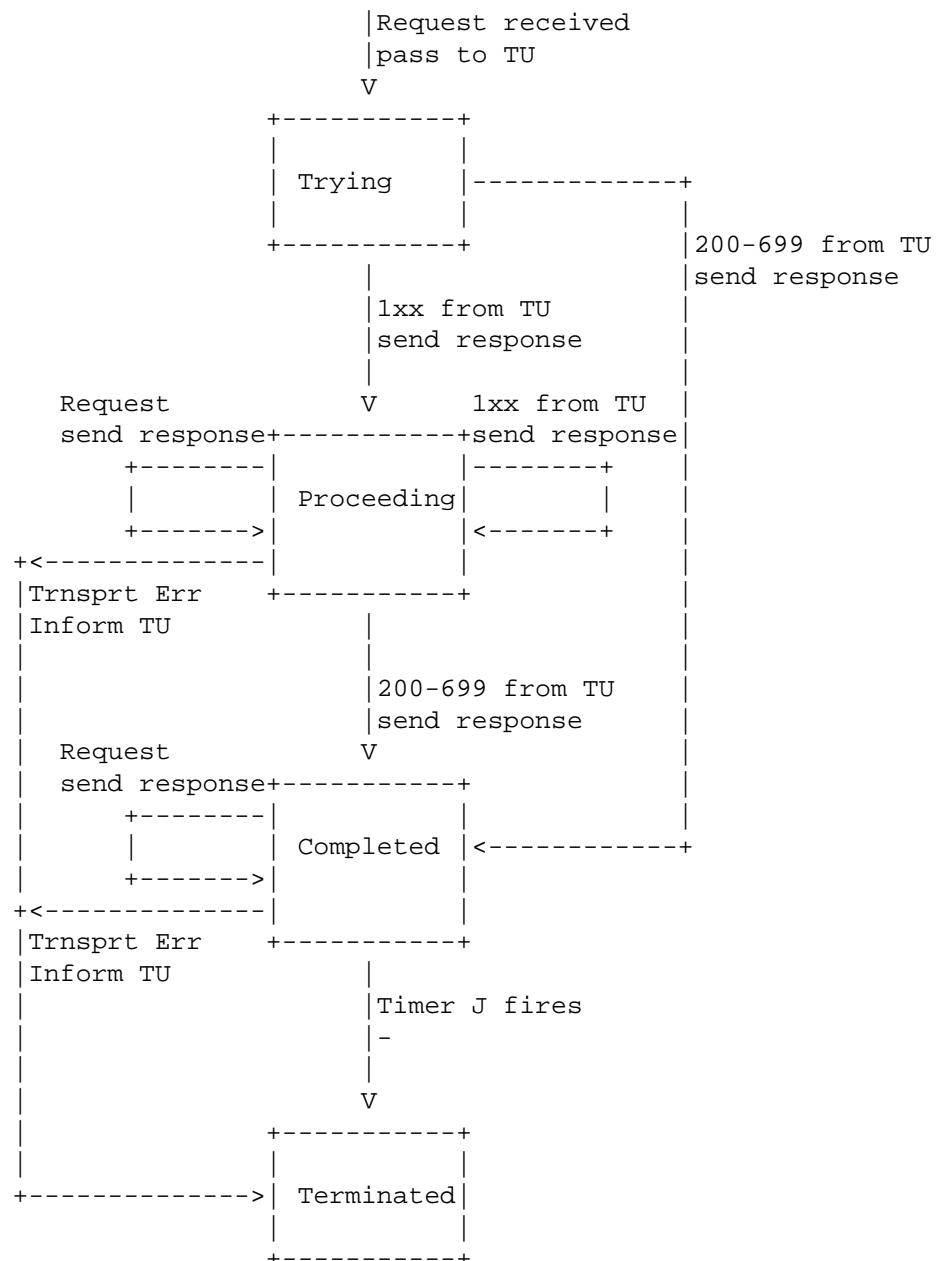 Request received
pass to TU
Trying
200-699 from TU
send response
1xx from TU
send response
Request
send response
1xx from TU
send response
Proceeding
Trnsprt Err
Inform TU
200-699 from TU
send response
Request
send response
Completed
Trnsprt Err
Inform TU
Timer J fires
-
Terminated